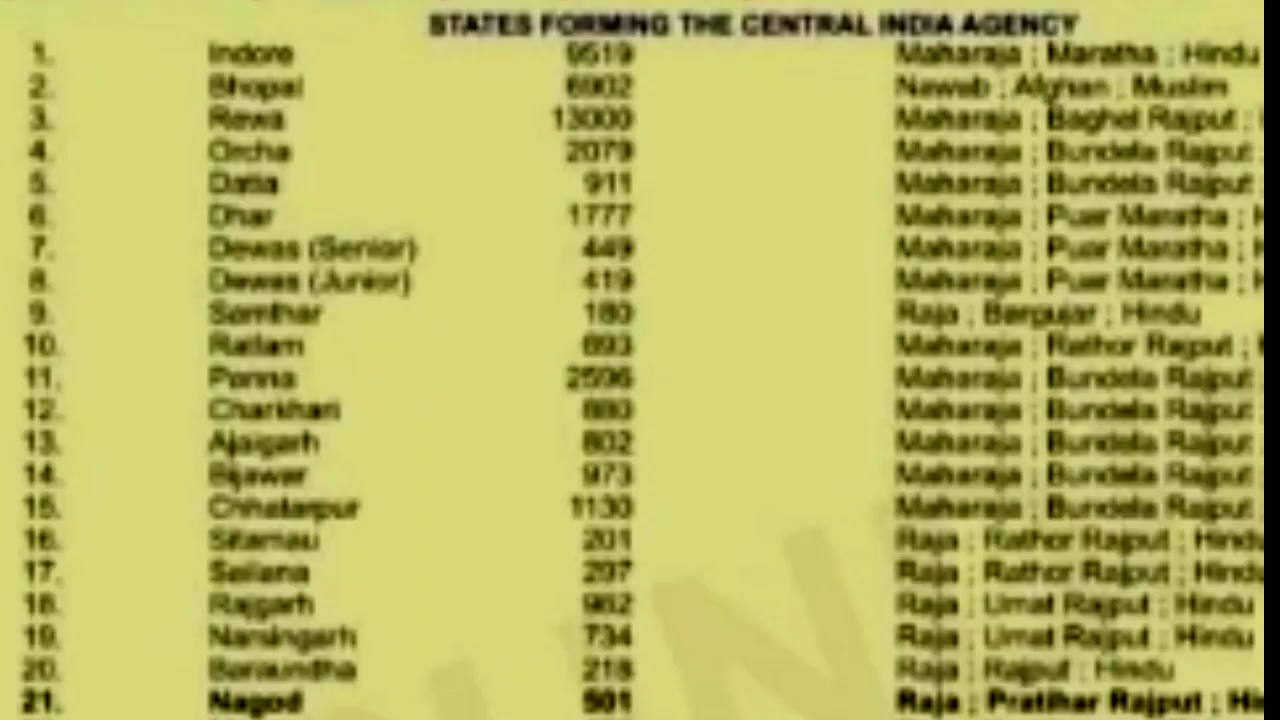 STATES FORMING THE CENTRAL INDIA AGENCY
1. Indore 9519 Maharaja ; Maratha ; Hindu
2. Bhopal 6902 Nawab ; Afghan ; Muslim
3. Rewa 13000 Maharaja ; Baghel Rajput ;
4. Orcha 2079 Maharaja ; Bundela Rajput ;
5. Datia 911 Maharaja ; Bundela Rajput ;
6. Dhar 1777 Maharaja ; Puar Maratha ; H
7. Dewas (Senior) 449 Maharaja ; Puar Maratha ; H
8. Dewas (Junior) 419 Maharaja ; Puar Maratha ; H
9. Samthar 180 Raja ; Bargujar ; Hindu
10. Ratlam 693 Maharaja ; Rathor Rajput ;
11. Panna 2596 Maharaja ; Bundela Rajput ;
12. Charkhari 880 Maharaja ; Bundela Rajput ;
13. Ajaigarh 802 Maharaja ; Bundela Rajput ;
14. Bijawar 973 Maharaja ; Bundela Rajput ;
15. Chhatarpur 1130 Maharaja ; Bundela Rajput ;
16. Sitamau 201 Raja ; Rathor Rajput ; Hindu
17. Sailana 297 Raja ; Rathor Rajput ; Hindu
18. Rajgarh 962 Raja ; Umat Rajput ; Hindu
19. Narsingarh 734 Raja ; Umat Rajput ; Hindu
20. Baraundha 218 Raja ; Rajput ; Hindu
21. Nagod 501 Raja ; Pratihar Rajput ; Hin